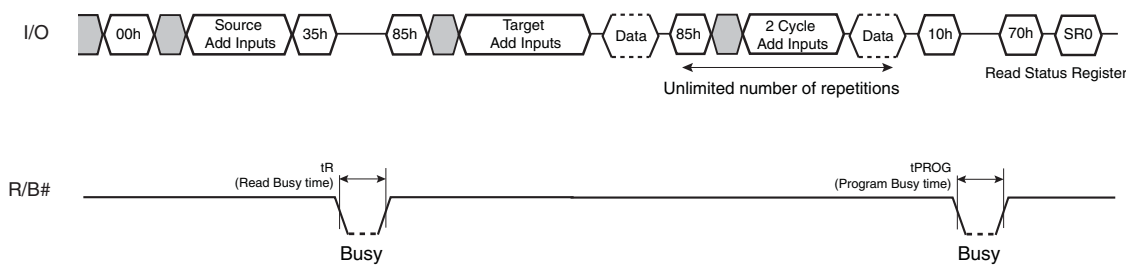 I/O
00h
Source
Add Inputs
35h
85h
Target
Add Inputs
Data
85h
2 Cycle
Add Inputs
Data
10h
70h
SR0
Unlimited number of repetitions
Read Status Register
R/B#
tR
(Read Busy time)
Busy
tPROG
(Program Busy time)
Busy